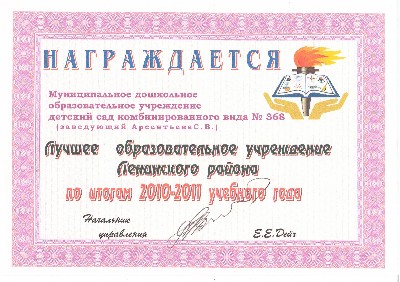 НАГРАЖДАЕТСЯ
Муниципальное дошкольное
образовательное учреждение
детский сад комбинированного вида № 368
(заведующий Арсентьева С.В.)
Лучшее образовательное учреждение
Ленинского района
по итогам 2010-2011 учебного года
Начальник
управления Е.Е.Дейч